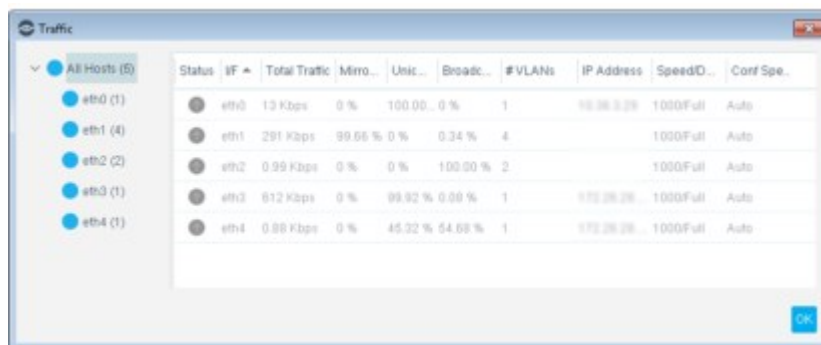 Traffic
All Hosts (5)
eth0 (1)
eth1 (4)
eth2 (2)
eth3 (1)
eth4 (1)
Status I/F Total Traffic Mirro... Unic... Broadc... # VLANs IP Address Speed/D... Conf Spe..
eth0 13 Kbps 0 % 100.00... 0 % 1 1000/Full Auto
eth1 291 Kbps 99.66 % 0 % 0.34 % 4 1000/Full Auto
eth2 0.99 Kbps 0 % 0 % 100.00 % 2 1000/Full Auto
eth3 612 Kbps 0 % 99.92 % 0.08 % 1 1000/Full Auto
eth4 0.88 Kbps 0 % 45.32 % 54.68 % 1 1000/Full Auto
OK